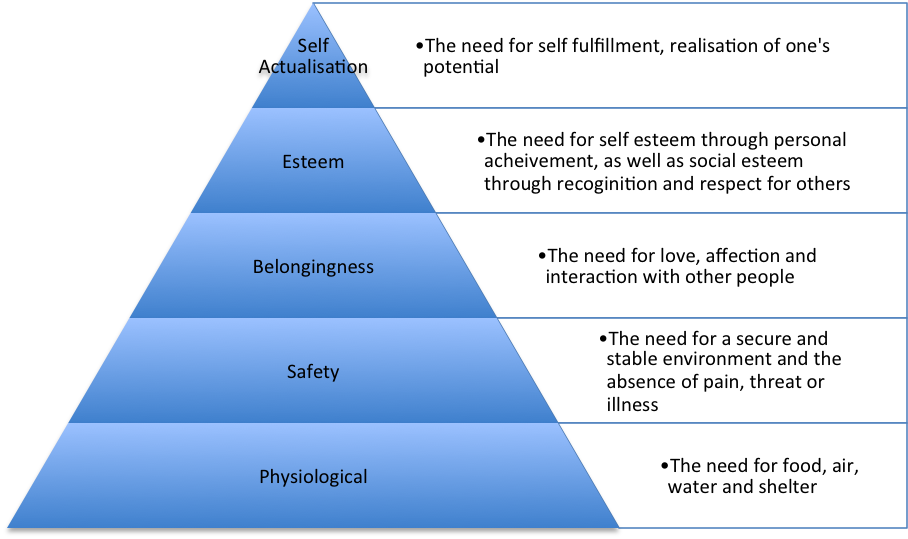 Self
Actualisation
•The need for self fulfillment, realisation of one's
potential
Esteem
•The need for self esteem through personal
acheivement, as well as social esteem
through recoginition and respect for others
Belongingness
•The need for love, affection and
interaction with other people
Safety
•The need for a secure and
stable environment and the
absence of pain, threat or
illness
Physiological
•The need for food, air,
water and shelter